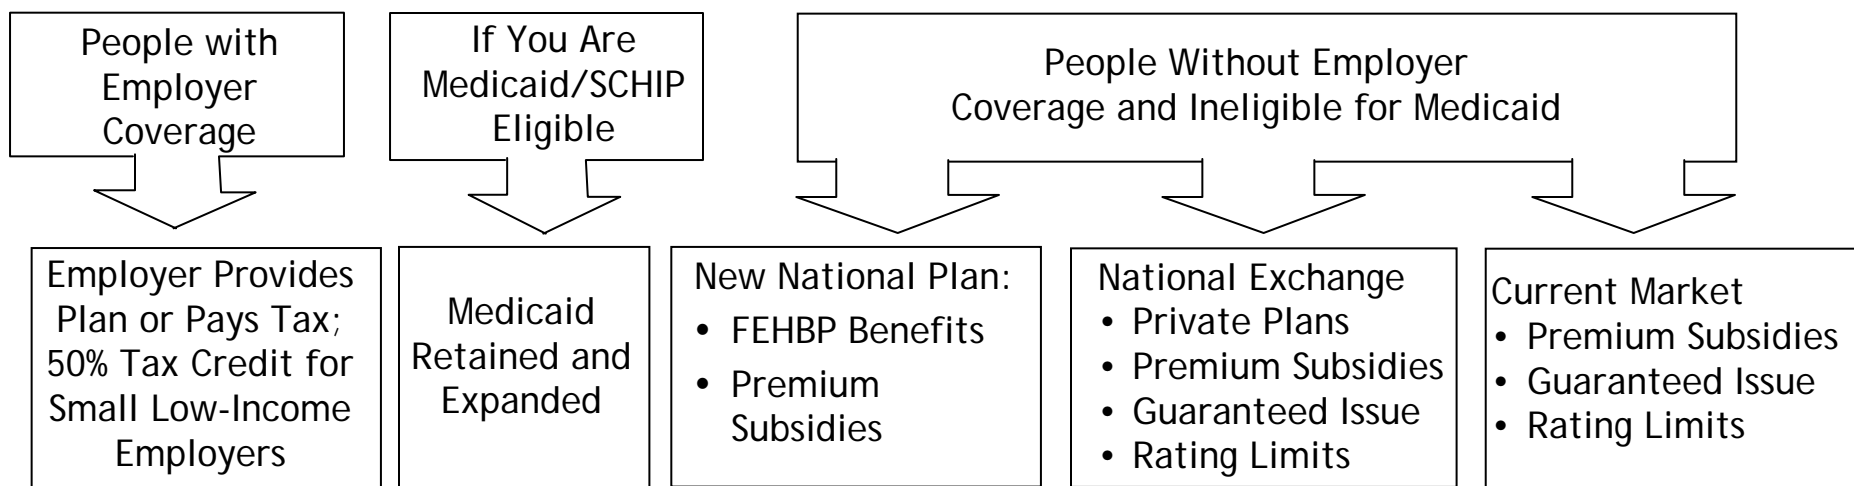 People with
Employer
Coverage
If You Are
Medicaid/SCHIP
Eligible
People Without Employer
Coverage and Ineligible for Medicaid
Employer Provides
Plan or Pays Tax;
50% Tax Credit for
Small Low-Income
Employers
Medicaid
Retained and
Expanded
New National Plan:
• FEHBP Benefits
• Premium
Subsidies
National Exchange
• Private Plans
• Premium Subsidies
• Guaranteed Issue
• Rating Limits
Current Market
• Premium Subsidies
• Guaranteed Issue
• Rating Limits